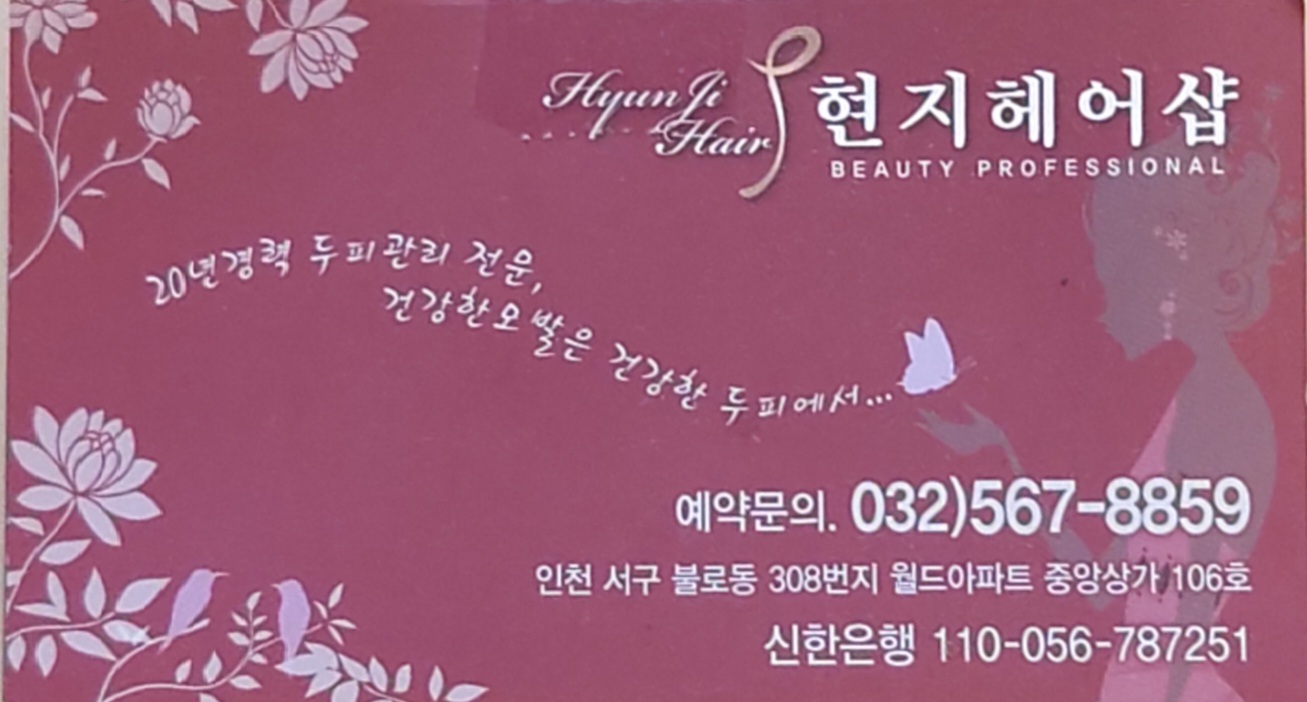 HyunJi
Hair
현지헤어샵
BEAUTY PROFESSIONAL
20년경력 두피관리 전문,
건강한모발은 건강한 두피에서...
예약문의. 032)567-8859
인천 서구 불로동 308번지 월드아파트 중앙상가 106호
신한은행 110-056-787251